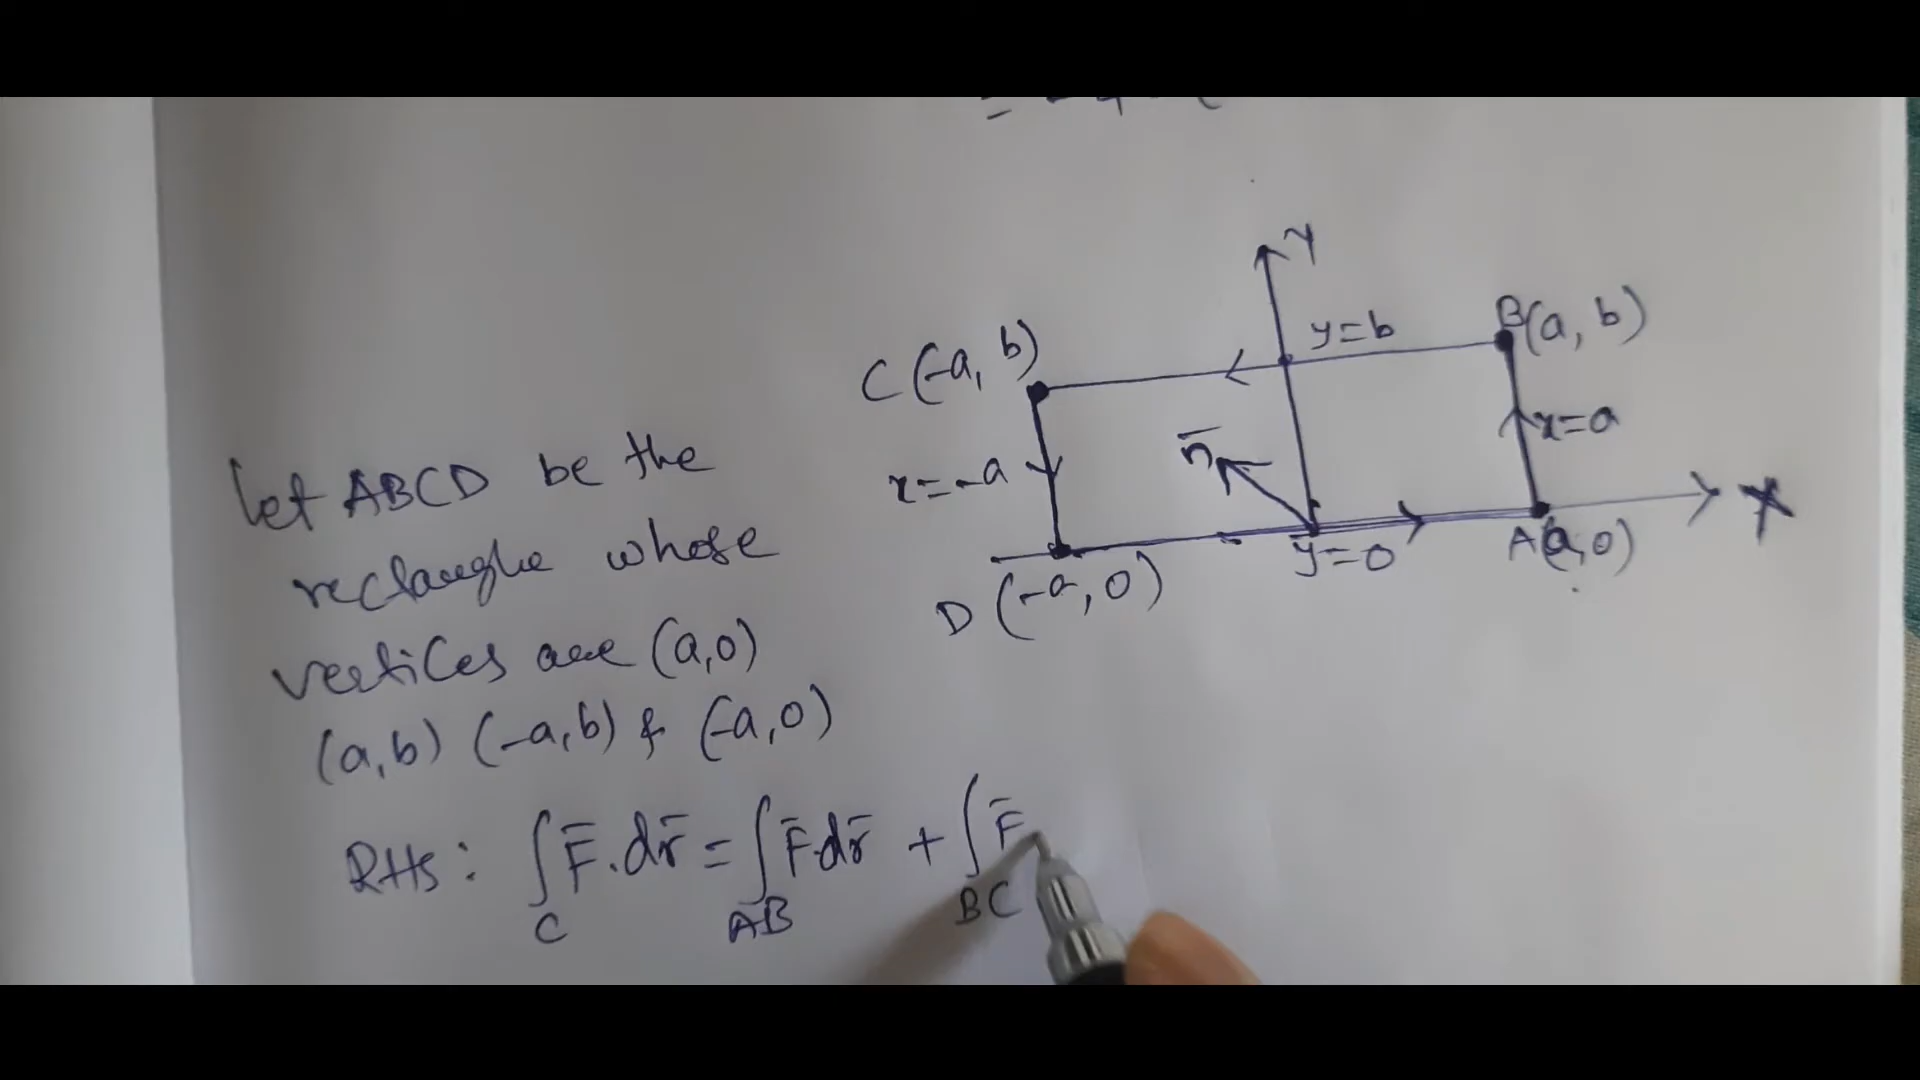 Y
y=b
B(a, b)
C(-a, b)
x=a
n̄
x=-a
X
y=0
A(a,0)
D(-a,0)
Let ABCD be the
rectangle whose
vertices are (a,0)
(a,b) (-a,b) & (-a,0)
RHS: ∫ F̄.dr̄ = ∫ F̄.dr̄ + ∫ F̄
C AB BC